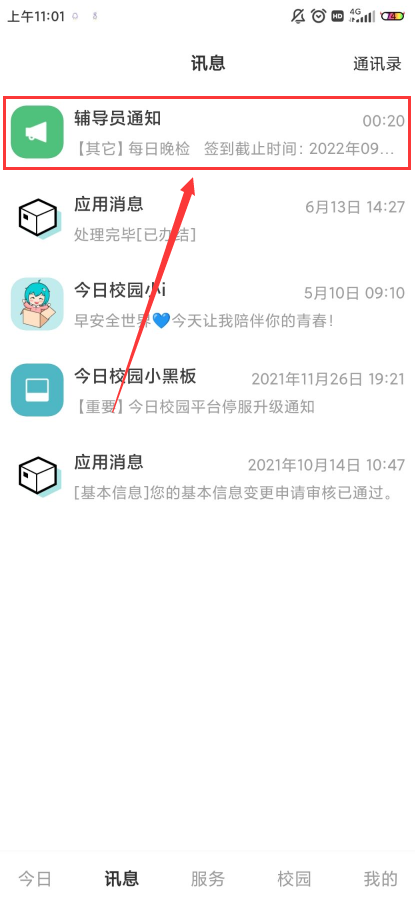 上午11:01
HD 4G 74
讯息
通讯录
辅导员通知
00:20
【其它】每日晚检 签到截止时间：2022年09...
应用消息
6月13日 14:27
处理完毕[已办结]
今日校园小i
5月10日 09:10
早安全世界💙今天让我陪伴你的青春！
今日校园小黑板
2021年11月26日 19:21
【重要】今日校园平台停服升级通知
应用消息
2021年10月14日 10:47
[基本信息]您的基本信息变更申请审核已通过。
今日
讯息
服务
校园
我的